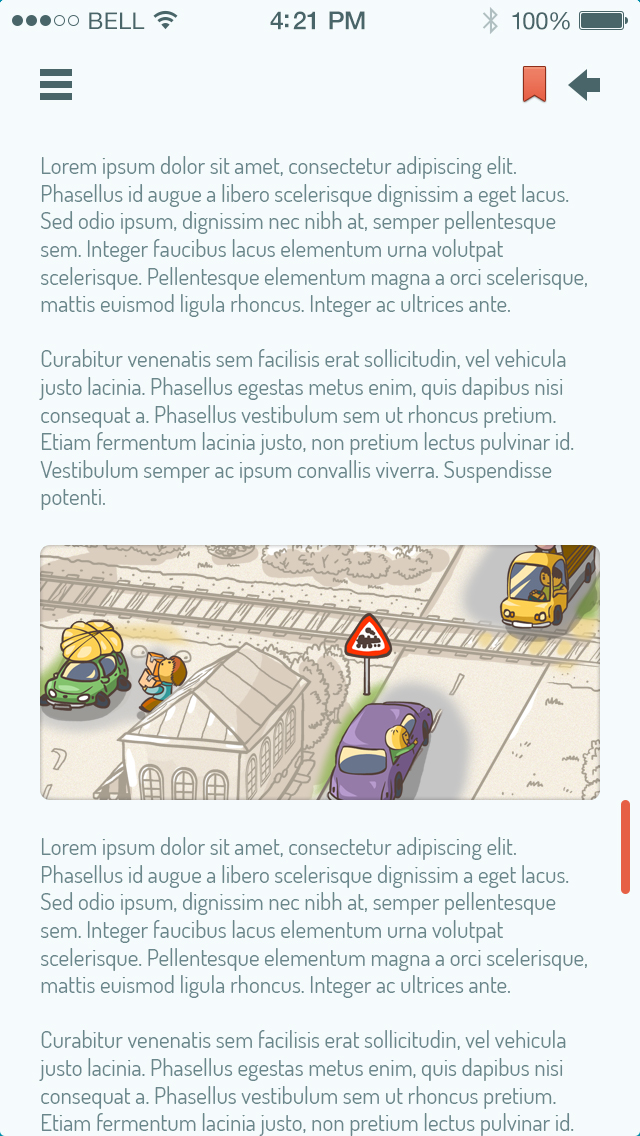 BELL 4:21 PM 100%
Lorem ipsum dolor sit amet, consectetur adipiscing elit.
Phasellus id augue a libero scelerisque dignissim a eget lacus.
Sed odio ipsum, dignissim nec nibh at, semper pellentesque
sem. Integer faucibus lacus elementum urna volutpat
scelerisque. Pellentesque elementum magna a orci scelerisque,
mattis euismod ligula rhoncus. Integer ac ultrices ante.
Curabitur venenatis sem facilisis erat sollicitudin, vel vehicula
justo lacinia. Phasellus egestas metus enim, quis dapibus nisi
consequat a. Phasellus vestibulum sem ut rhoncus pretium.
Etiam fermentum lacinia justo, non pretium lectus pulvinar id.
Vestibulum semper ac ipsum convallis viverra. Suspendisse
potenti.
Lorem ipsum dolor sit amet, consectetur adipiscing elit.
Phasellus id augue a libero scelerisque dignissim a eget lacus.
Sed odio ipsum, dignissim nec nibh at, semper pellentesque
sem. Integer faucibus lacus elementum urna volutpat
scelerisque. Pellentesque elementum magna a orci scelerisque,
mattis euismod ligula rhoncus. Integer ac ultrices ante.
Curabitur venenatis sem facilisis erat sollicitudin, vel vehicula
justo lacinia. Phasellus egestas metus enim, quis dapibus nisi
consequat a. Phasellus vestibulum sem ut rhoncus pretium.
Etiam fermentum lacinia justo, non pretium lectus pulvinar id.